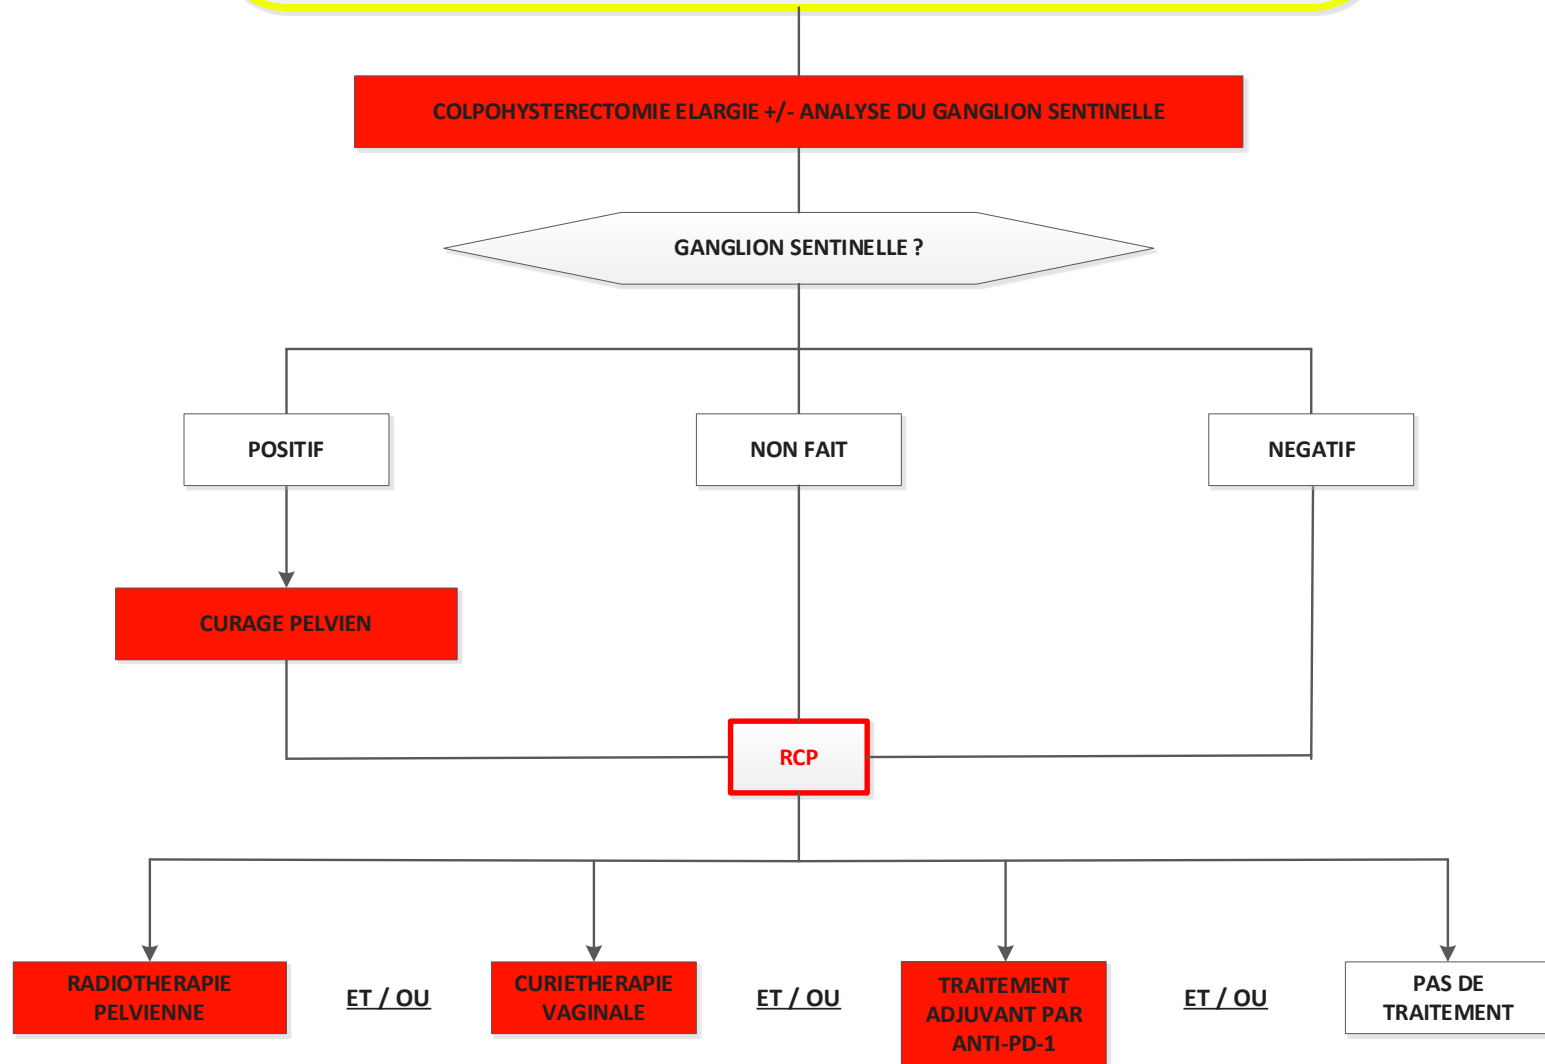 COLPOHYSTERECTOMIE ELARGIE +/- ANALYSE DU GANGLION SENTINELLE
GANGLION SENTINELLE ?
POSITIF
NON FAIT
NEGATIF
CURAGE PELVIEN
RCP
RADIOTHERAPIE
PELVIENNE
ET / OU
CURIETHERAPIE
VAGINALE
ET / OU
TRAITEMENT
ADJUVANT PAR
ANTI-PD-1
ET / OU
PAS DE
TRAITEMENT